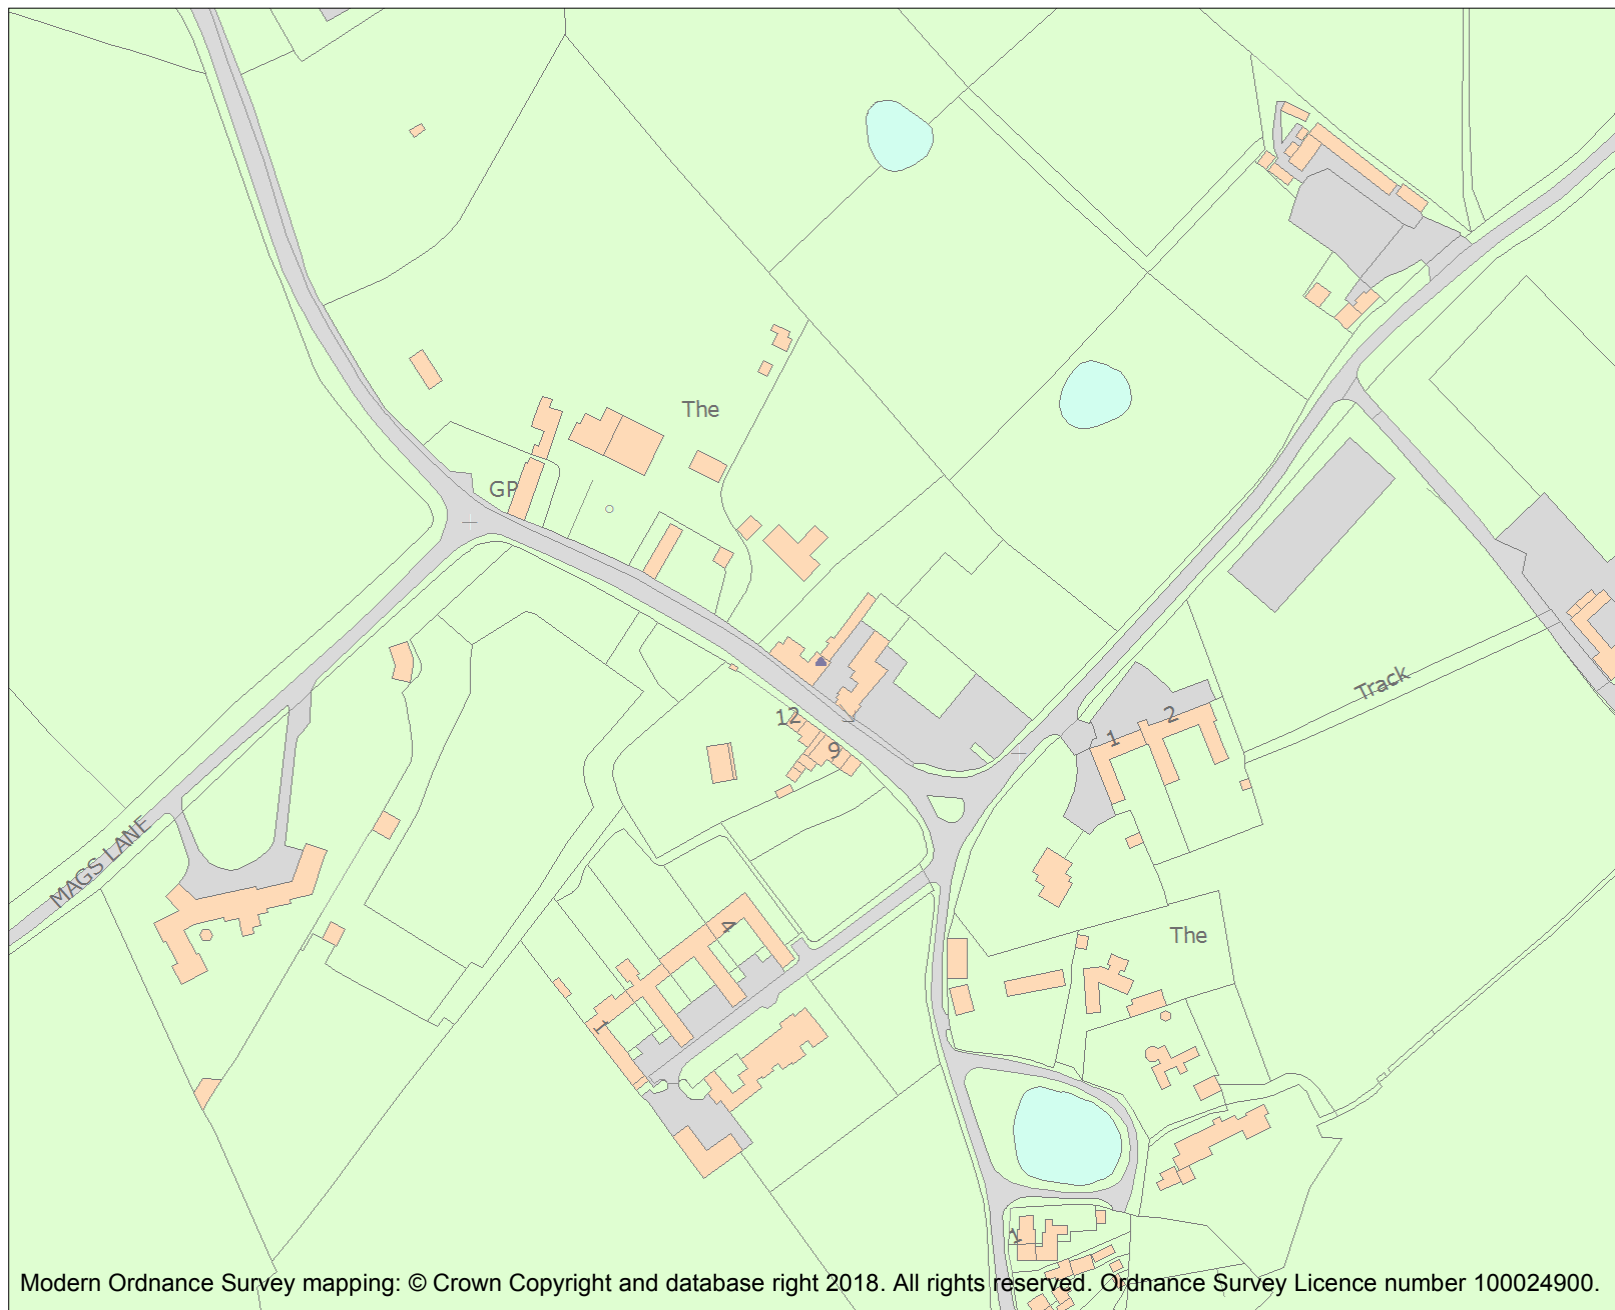 The
GP
Track
12
2
1
9
MAGS LANE
4
The
1
1
Modern Ordnance Survey mapping: © Crown Copyright and database right 2018. All rights reserved. Ordnance Survey Licence number 100024900.